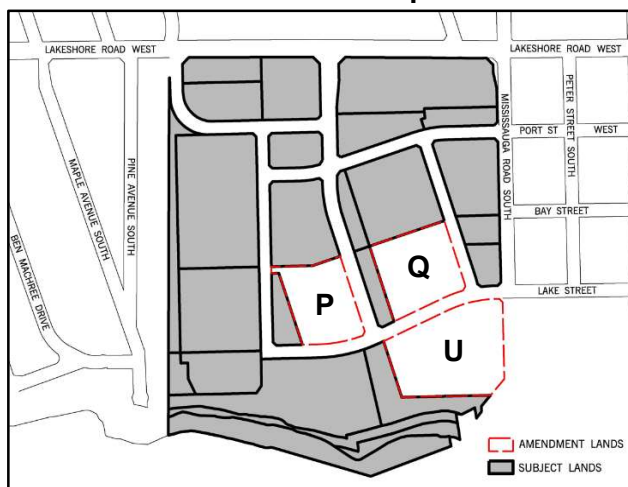 LAKESHORE ROAD WEST
LAKESHORE ROAD WEST
MISSISSAUGA ROAD SOUTH
PETER STREET SOUTH
PORT ST WEST
MAPLE AVENUE SOUTH
PINE AVENUE SOUTH
BAY STREET
BEN MACHREE DRIVE
Q
LAKE STREET
P
U
AMENDMENT LANDS
SUBJECT LANDS